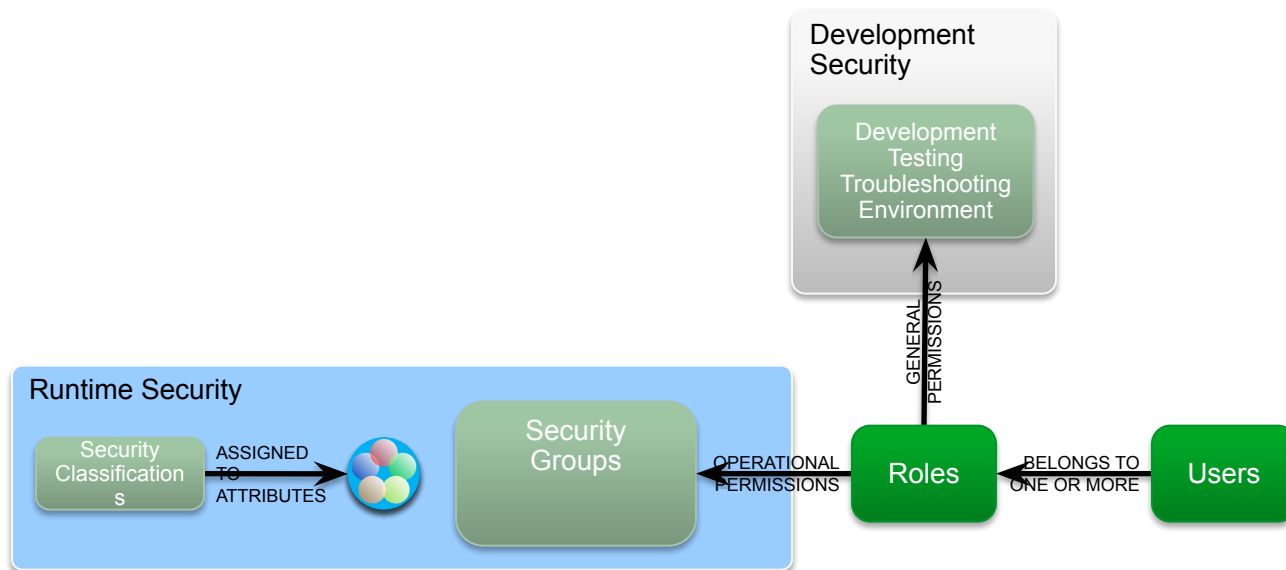 Development
Security
Development
Testing
Troubleshooting
Environment
GENERAL
PERMISSIONS
Runtime Security
Security
Classification
s
ASSIGNED
TO
ATTRIBUTES
Security
Groups
OPERATIONAL
PERMISSIONS
Roles
BELONGS TO
ONE OR MORE
Users